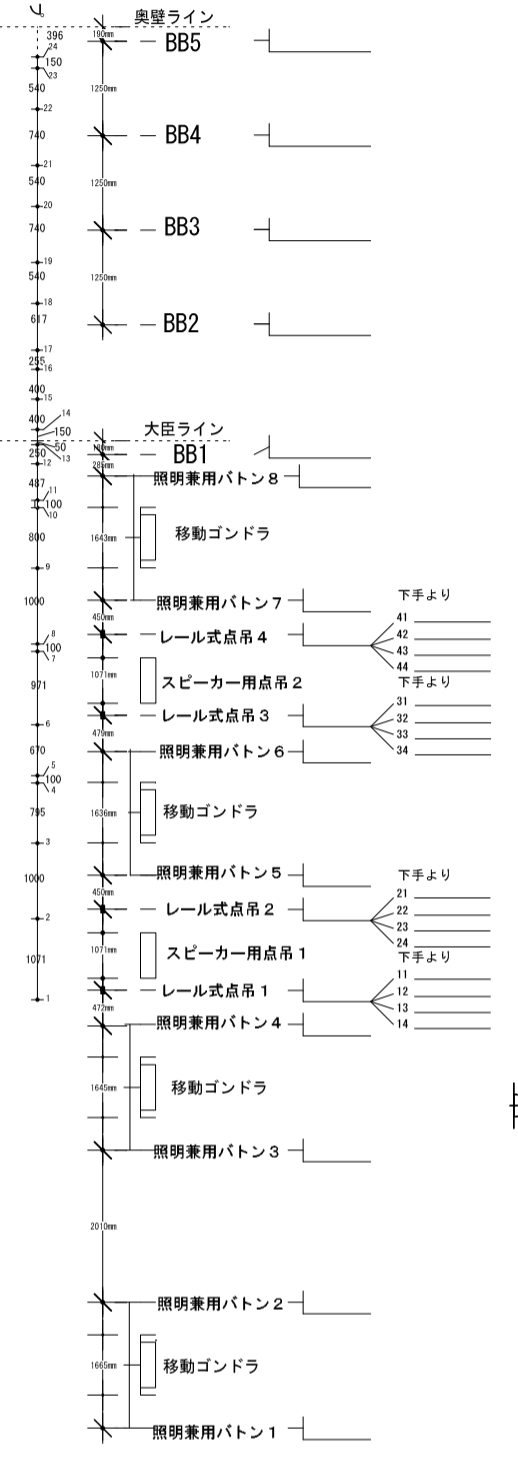 プ
奥壁ライン
396
190mm
24
BB5
150
23
540
1250mm
22
740
BB4
21
540
1250mm
20
740
BB3
19
540
1250mm
18
617
BB2
17
255
16
400
15
400
14
大臣ライン
150
50
250
13
BB1
12
285mm
487
照明兼用バトン8
11
100
10
800
1643mm
移動ゴンドラ
9
1000
照明兼用バトン7
下手より
450mm
41
8
レール式点吊4
42
100
43
7
44
1071mm
971
スピーカー用点吊2
下手より
31
レール式点吊3
32
6
479mm
33
670
照明兼用バトン6
34
5
100
4
795
1636mm
移動ゴンドラ
3
1000
照明兼用バトン5
下手より
450mm
21
レール式点吊2
22
2
23
24
1071
1071mm
スピーカー用点吊1
下手より
11
レール式点吊1
12
1
472mm
13
照明兼用バトン4
14
1645mm
移動ゴンドラ
照明兼用バトン3
2010mm
照明兼用バトン2
1665mm
移動ゴンドラ
照明兼用バトン1